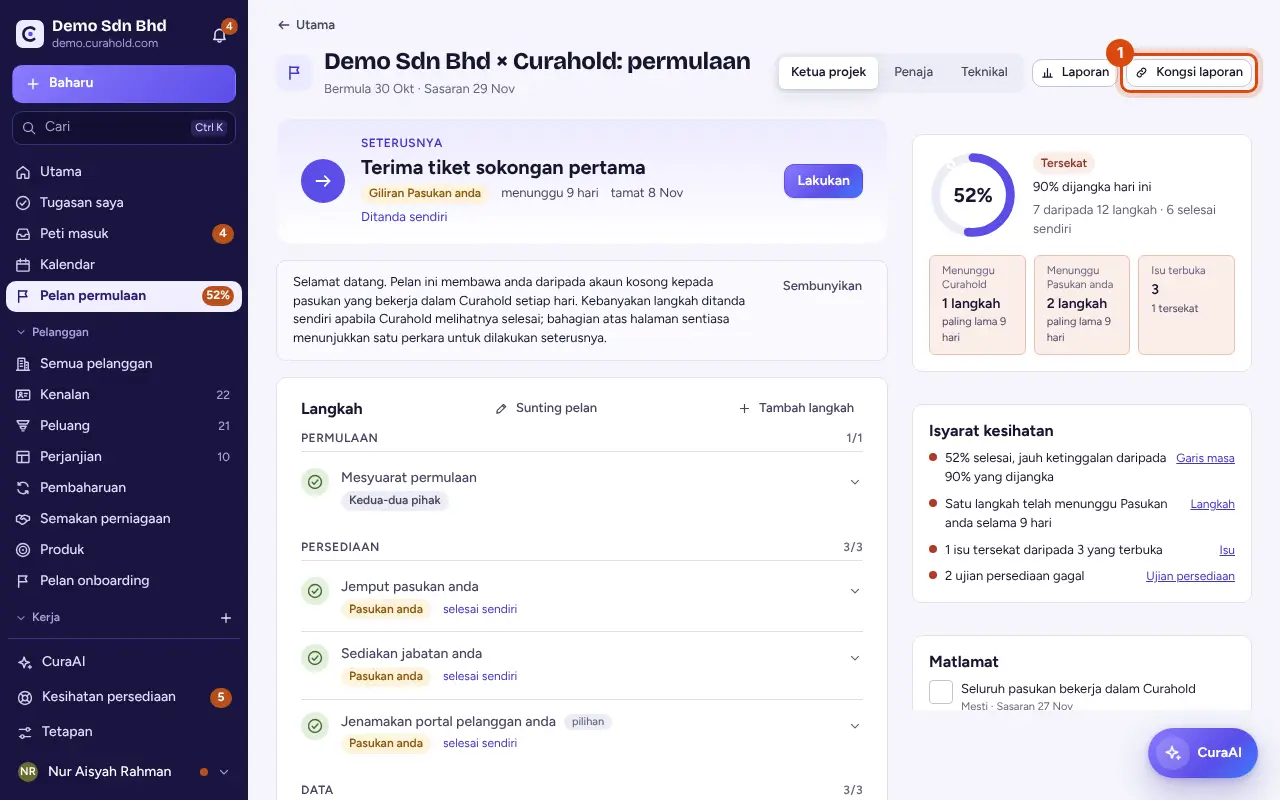 Demo Sdn Bhd
demo.curahold.com
4
Baharu
Cari
Ctrl K
Utama
Tugasan saya
Peti masuk
4
Kalendar
Pelan permulaan
52%
Pelanggan
Semua pelanggan
Kenalan
22
Peluang
21
Perjanjian
10
Pembaharuan
Semakan perniagaan
Produk
Pelan onboarding
Kerja
CuraAI
Kesihatan persediaan
5
Tetapan
NR
Nur Aisyah Rahman
Utama
Demo Sdn Bhd × Curahold: permulaan
Bermula 30 Okt · Sasaran 29 Nov
Ketua projek
Penaja
Teknikal
Laporan
1
Kongsi laporan
SETERUSNYA
Terima tiket sokongan pertama
Giliran Pasukan anda
menunggu 9 hari
tamat 8 Nov
Ditanda sendiri
Lakukan
Selamat datang. Pelan ini membawa anda daripada akaun kosong kepada
pasukan yang bekerja dalam Curahold setiap hari. Kebanyakan langkah ditanda
sendiri apabila Curahold melihatnya selesai; bahagian atas halaman sentiasa
menunjukkan satu perkara untuk dilakukan seterusnya.
Sembunyikan
Langkah
Sunting pelan
Tambah langkah
PERMULAAN
1/1
Mesyuarat permulaan
Kedua-dua pihak
PERSEDIAAN
3/3
Jemput pasukan anda
Pasukan anda
selesai sendiri
Sediakan jabatan anda
Pasukan anda
selesai sendiri
Jenamakan portal pelanggan anda
pilihan
Pasukan anda
selesai sendiri
DATA
3/3
52%
Tersekat
90% dijangka hari ini
7 daripada 12 langkah · 6 selesai
sendiri
Menunggu
Curahold
1 langkah
paling lama 9
hari
Menunggu
Pasukan anda
2 langkah
paling lama 9
hari
Isu terbuka
3
1 tersekat
Isyarat kesihatan
52% selesai, jauh ketinggalan daripada
90% yang dijangka
Garis masa
Satu langkah telah menunggu Pasukan
anda selama 9 hari
Langkah
1 isu tersekat daripada 3 yang terbuka
Isu
2 ujian persediaan gagal
Ujian persediaan
Matlamat
Seluruh pasukan bekerja dalam Curahold
Mesti · Sasaran 27 Nov
CuraAI